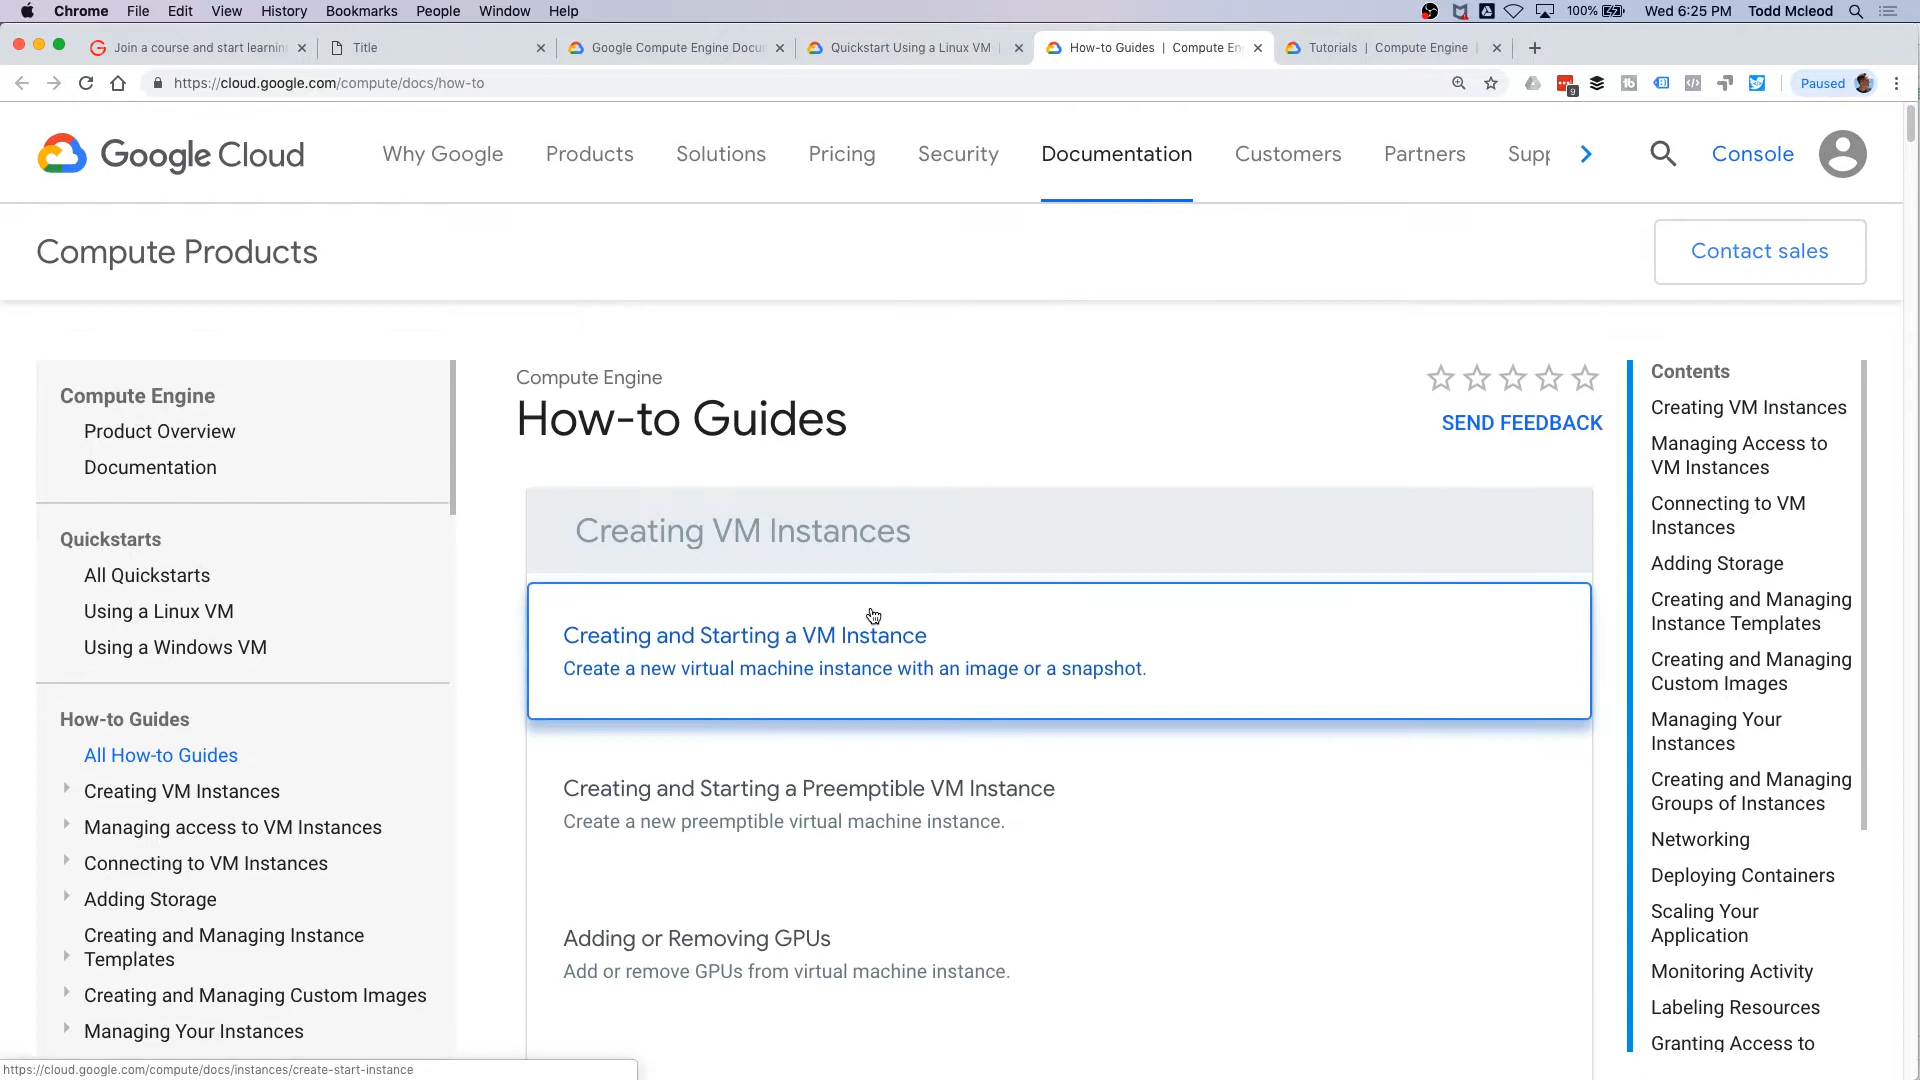 Chrome File Edit View History Bookmarks People Window Help 100% Wed 6:25 PM Todd Mcleod
Join a course and start learnin Title Google Compute Engine Docu Quickstart Using a Linux VM How-to Guides | Compute En Tutorials | Compute Engine
https://cloud.google.com/compute/docs/how-to 9 Paused
Google Cloud Why Google Products Solutions Pricing Security Documentation Customers Partners Supp Console
Compute Products
Contact sales
Compute Engine
Product Overview
Documentation
Quickstarts
All Quickstarts
Using a Linux VM
Using a Windows VM
How-to Guides
All How-to Guides
Creating VM Instances
Managing access to VM Instances
Connecting to VM Instances
Adding Storage
Creating and Managing Instance
Templates
Creating and Managing Custom Images
Managing Your Instances
Compute Engine
How-to Guides
SEND FEEDBACK
Creating VM Instances
Creating and Starting a VM Instance
Create a new virtual machine instance with an image or a snapshot.
Creating and Starting a Preemptible VM Instance
Create a new preemptible virtual machine instance.
Adding or Removing GPUs
Add or remove GPUs from virtual machine instance.
Contents
Creating VM Instances
Managing Access to
VM Instances
Connecting to VM
Instances
Adding Storage
Creating and Managing
Instance Templates
Creating and Managing
Custom Images
Managing Your
Instances
Creating and Managing
Groups of Instances
Networking
Deploying Containers
Scaling Your
Application
Monitoring Activity
Labeling Resources
Granting Access to
https://cloud.google.com/compute/docs/instances/create-start-instance